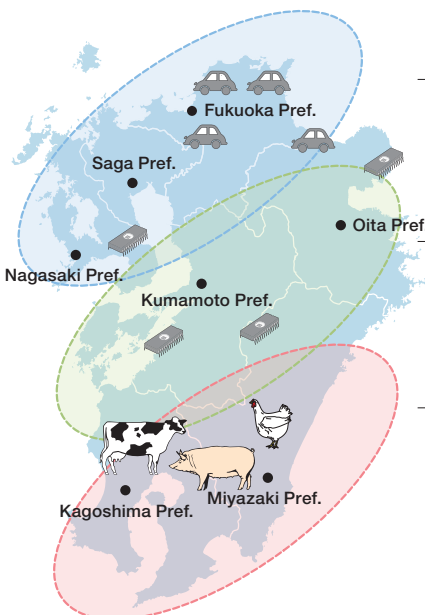 Fukuoka Pref.
Saga Pref.
Oita Pref
Nagasaki Pref.
Kumamoto Pref.
Miyazaki Pref.
Kagoshima Pref.